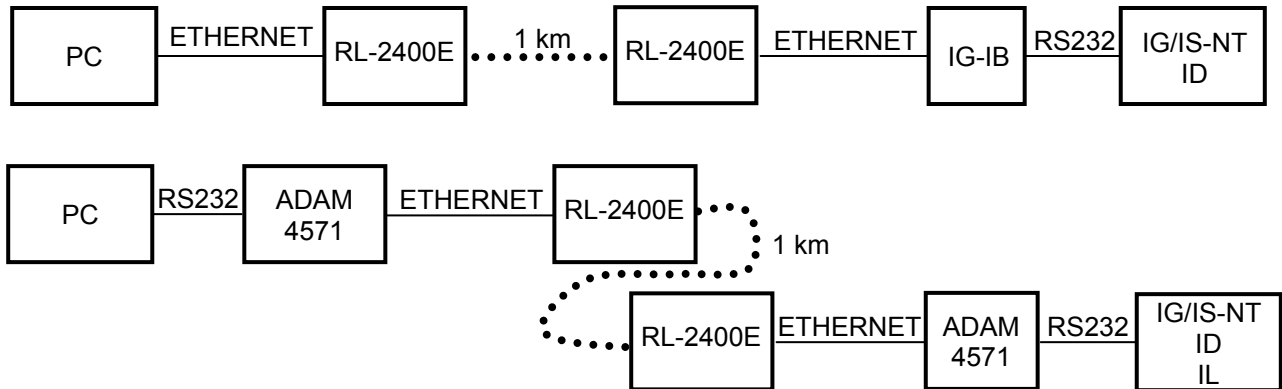 PC
ETHERNET
RL-2400E
1 km
RL-2400E
ETHERNET
IG-IB
RS232
IG/IS-NT
ID
PC
RS232
ADAM
4571
ETHERNET
RL-2400E
1 km
RL-2400E
ETHERNET
ADAM
4571
RS232
IG/IS-NT
ID
IL